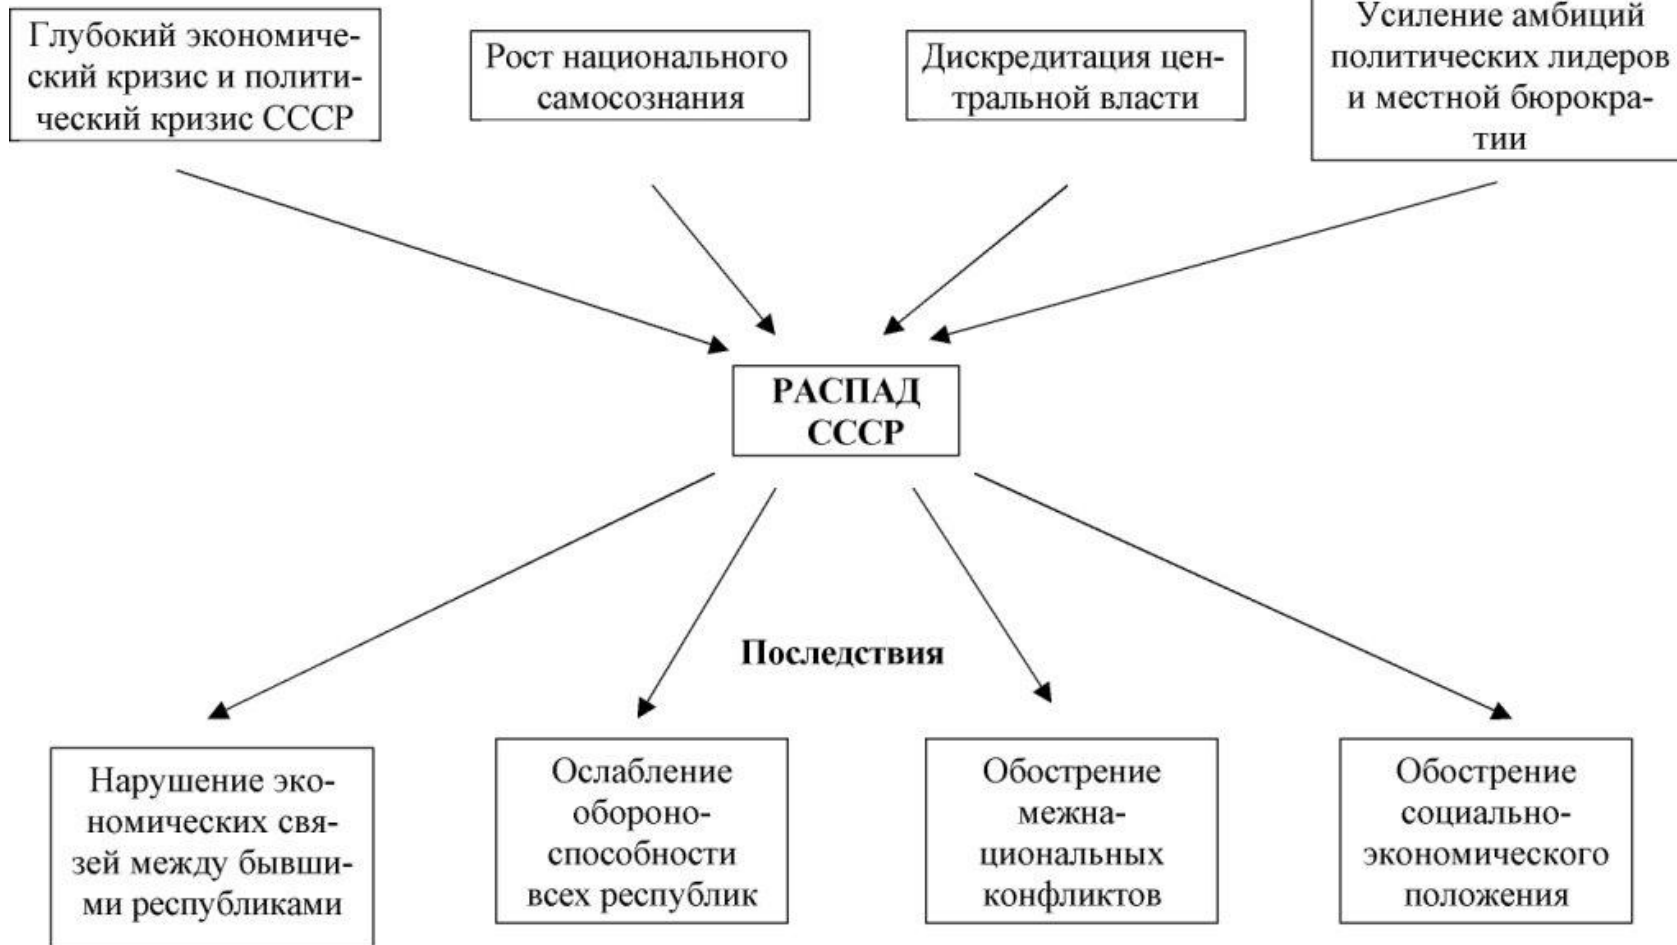 Глубокий экономиче-
ский кризис и полити-
ческий кризис СССР
Рост национального
самосознания
Дискредитация цен-
тральной власти
Усиление амбиций
политических лидеров
и местной бюрокра-
тии
РАСПАД
СССР
Последствия
Нарушение эко-
номических свя-
зей между бывши-
ми республиками
Ослабление
обороно-
способности
всех республик
Обострение
межна-
циональных
конфликтов
Обострение
социально-
экономического
положения